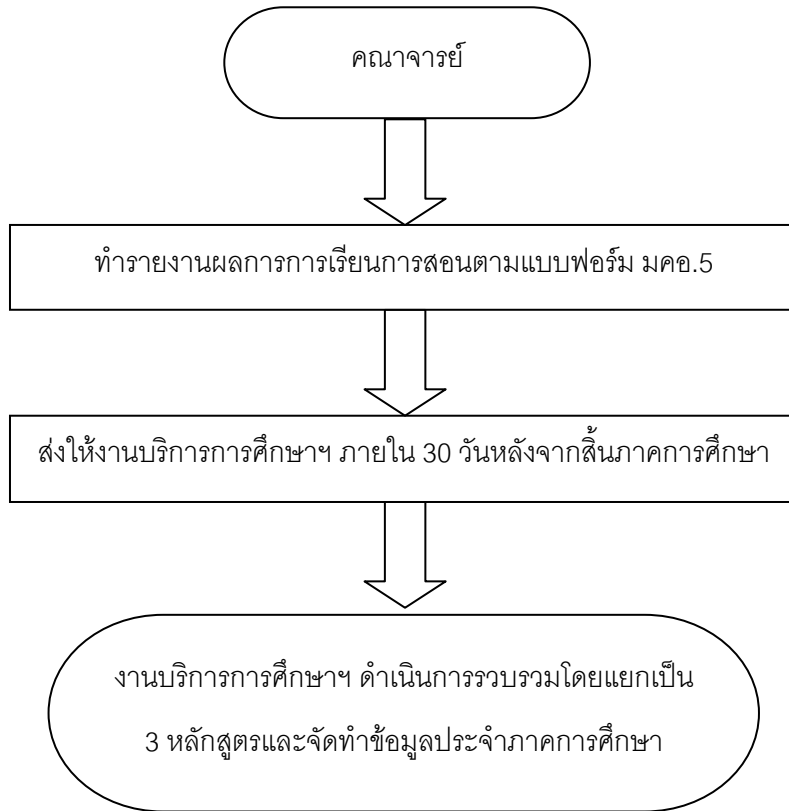 คณาจารย์
ทำรายงานผลการการเรียนการสอนตามแบบฟอร์ม มคอ.5
ส่งให้งานบริการการศึกษาฯ ภายใน 30 วันหลังจากสิ้นภาคการศึกษา
งานบริการการศึกษาฯ ดำเนินการรวบรวมโดยแยกเป็น
3 หลักสูตรและจัดทำข้อมูลประจำภาคการศึกษา